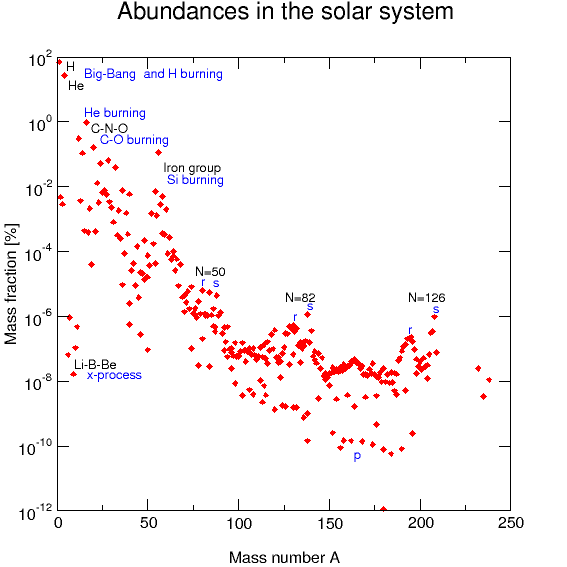 Abundances in the solar system
10^2
H
Big-Bang and H burning
He
He burning
10^0
C-N-O
C-O burning
Iron group
Si burning
10^-2
10^-4
N=50
r s
N=82
N=126
s
r
s
r
10^-6
Li-B-Be
x-process
10^-8
10^-10
p
10^-12
0 50 100 150 200 250
Mass fraction [%]
Mass number A